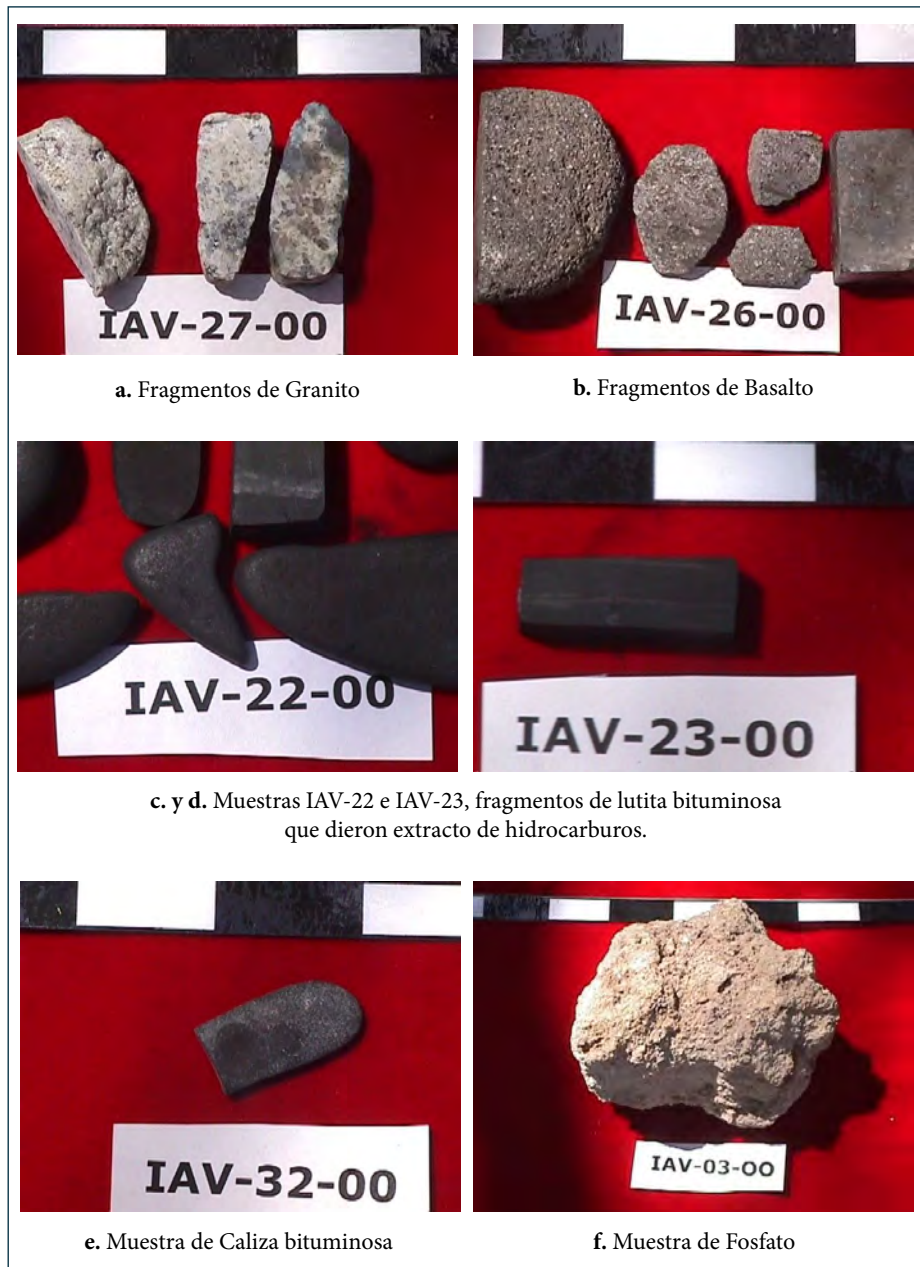 IAV-27-00
IAV-26-00
a. Fragmentos de Granito
b. Fragmentos de Basalto
IAV-22-00
IAV-23-00
c. y d. Muestras IAV-22 e IAV-23, fragmentos de lutita bituminosa
que dieron extracto de hidrocarburos.
IAV-32-00
IAV-03-OO
e. Muestra de Caliza bituminosa
f. Muestra de Fosfato